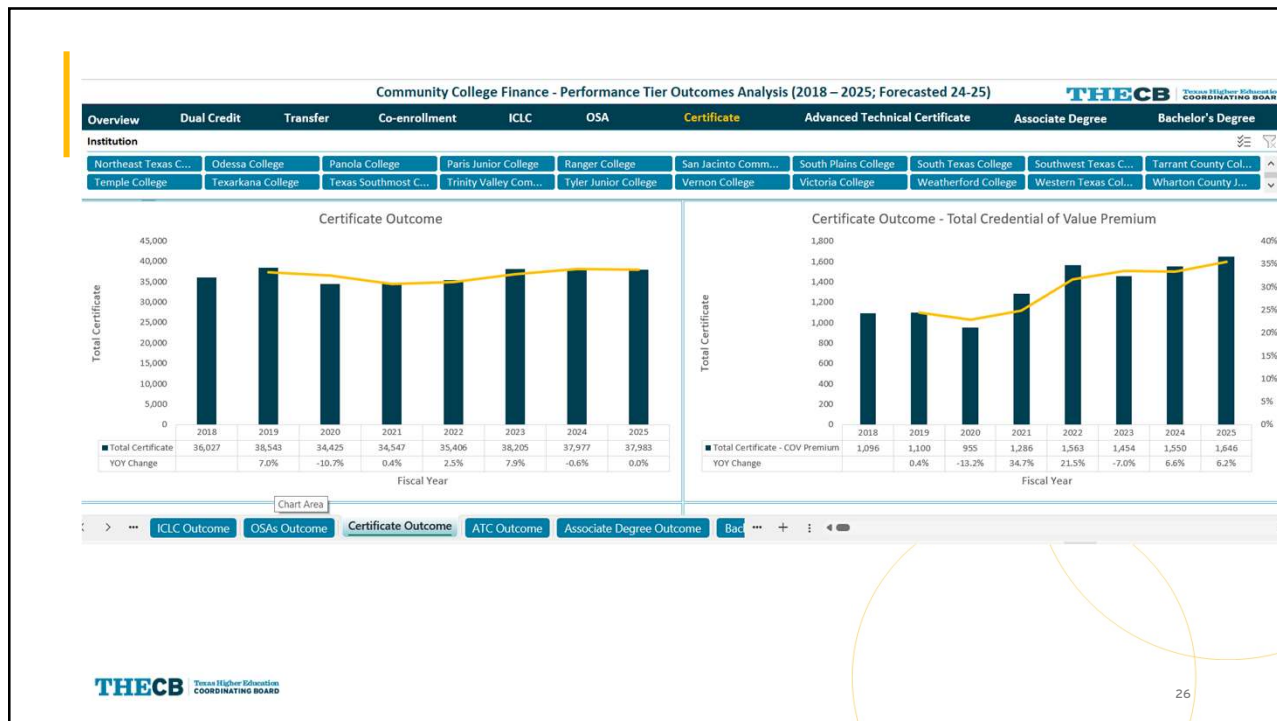 Community College Finance - Performance Tier Outcomes Analysis (2018 – 2025; Forecasted 24-25)
THECB Texas Higher Education
COORDINATING BOARD
Overview Dual Credit Transfer Co-enrollment ICLC OSA Certificate Advanced Technical Certificate Associate Degree Bachelor's Degree
Institution
Northeast Texas C... Odessa College Panola College Paris Junior College Ranger College San Jacinto Comm... South Plains College South Texas College Southwest Texas C... Tarrant County Col...
Temple College Texarkana College Texas Southmost C... Trinity Valley Com... Tyler Junior College Vernon College Victoria College Weatherford College Western Texas Col... Wharton County J...
Certificate Outcome
45,000
40,000
35,000
30,000
25,000
20,000
15,000
10,000
5,000
0
Total Certificate
2018 2019 2020 2021 2022 2023 2024 2025
Total Certificate 36,027 38,543 34,425 34,547 35,406 38,205 37,977 37,983
YOY Change 7.0% -10.7% 0.4% 2.5% 7.9% -0.6% 0.0%
Fiscal Year
Certificate Outcome - Total Credential of Value Premium
1,800
1,600
1,400
1,200
1,000
800
600
400
200
0
Total Certificate
40%
35%
30%
25%
20%
15%
10%
5%
0%
2018 2019 2020 2021 2022 2023 2024 2025
Total Certificate - COV Premium 1,096 1,100 955 1,286 1,563 1,454 1,550 1,646
YOY Change 0.4% -13.2% 34.7% 21.5% -7.0% 6.6% 6.2%
Fiscal Year
Chart Area
... ICLC Outcome OSAs Outcome Certificate Outcome ATC Outcome Associate Degree Outcome Bacl ... +
THECB Texas Higher Education
COORDINATING BOARD
26